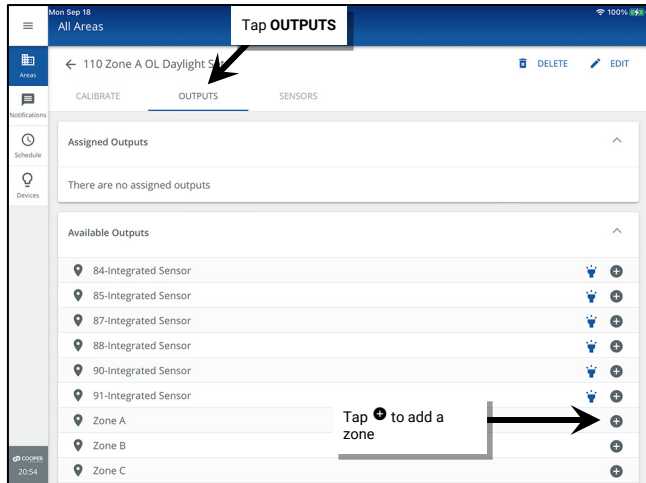 Mon Sep 18
100%
All Areas
Tap OUTPUTS
Areas
Notifications
Schedule
Devices
COOPER
20:54
← 110 Zone A OL Daylight Set
DELETE
EDIT
CALIBRATE OUTPUTS SENSORS
Assigned Outputs
There are no assigned outputs
Available Outputs
84-Integrated Sensor
85-Integrated Sensor
87-Integrated Sensor
88-Integrated Sensor
90-Integrated Sensor
91-Integrated Sensor
Zone A
Zone B
Zone C
Tap + to add a
zone